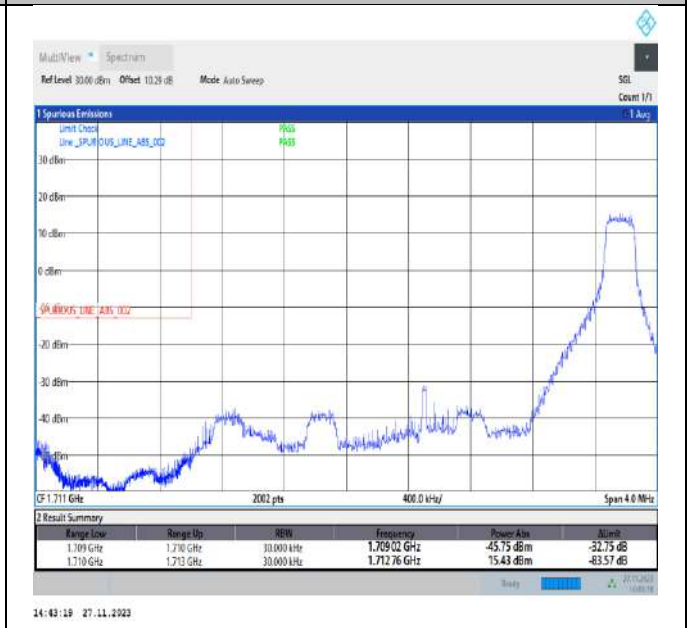 MultiView Spectrum
Ref Level 30.00 dBm Offset 10.29 dB Mode Auto Sweep SGL
Count 1/1
1 Spurious Emissions 1 Avg
Limit Check PASS
Line _SPURIOUS_LINE_ABS_002 PASS
30 dBm
20 dBm
10 dBm
0 dBm
_SPURIOUS_LINE_ABS_002
-20 dBm
-30 dBm
-40 dBm
CF 1.711 GHz 2002 pts 400.0 kHz/ Span 4.0 MHz
2 Result Summary
Range Low Range Up RBW Frequency Power Abs ΔLimit
1.709 GHz 1.710 GHz 30.000 kHz 1.70902 GHz -45.75 dBm -32.75 dB
1.710 GHz 1.713 GHz 30.000 kHz 1.71276 GHz 15.43 dBm -83.57 dB
Ready 27.11.2023
14:43:19 27.11.2023